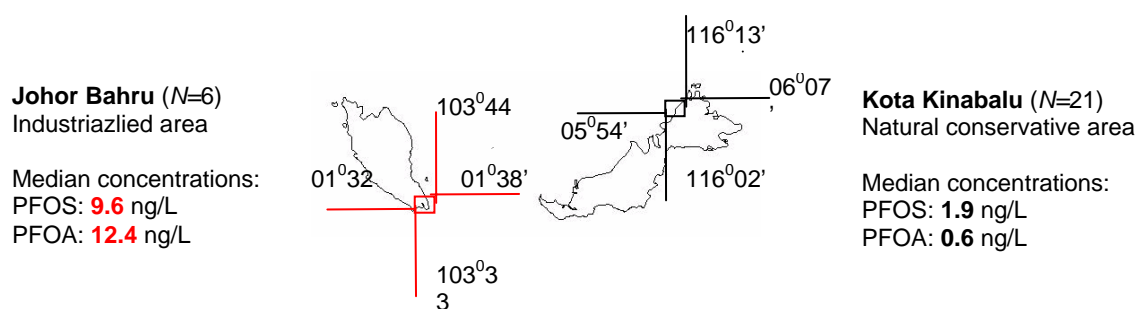 Johor Bahru (N=6)
Industriazlied area
Median concentrations:
PFOS: 9.6 ng/L
PFOA: 12.4 ng/L
103⁰44
01⁰32
01⁰38’
103⁰3
3
116⁰13’
06⁰07
’
05⁰54’
116⁰02’
Kota Kinabalu (N=21)
Natural conservative area
Median concentrations:
PFOS: 1.9 ng/L
PFOA: 0.6 ng/L